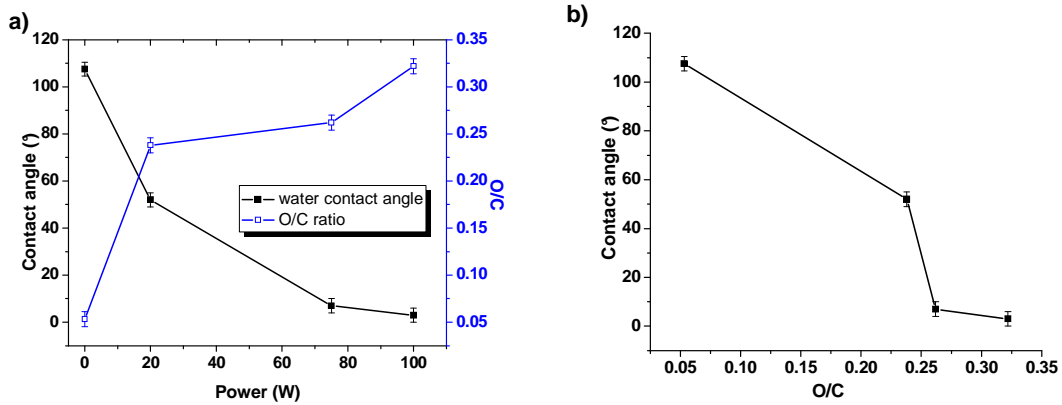 a)
120
100
80
60
40
20
0
Contact angle (°)
0.35
0.30
0.25
0.20
0.15
0.10
0.05
O/C
water contact angle
O/C ratio
0 20 40 60 80 100
Power (W)
b)
120
100
80
60
40
20
0
Contact angle (°)
0.05 0.10 0.15 0.20 0.25 0.30 0.35
O/C